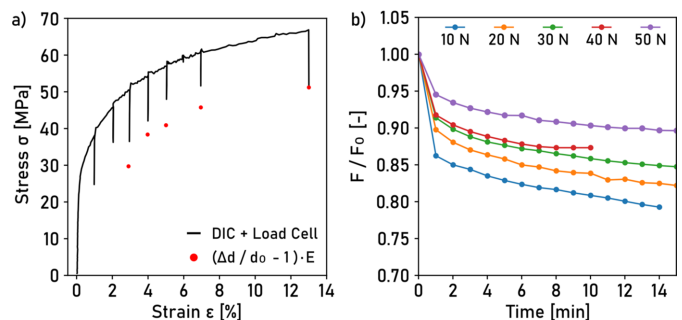 a)
Stress σ [MPa]
70
60
50
40
30
20
10
0
DIC + Load Cell
(Δd / d₀ - 1)·E
0 2 4 6 8 10 12 14
Strain ε [%]
b)
F / F₀ [-]
1.05
1.00
0.95
0.90
0.85
0.80
0.75
0.70
10 N 20 N 30 N 40 N 50 N
0 2 4 6 8 10 12 14
Time [min]